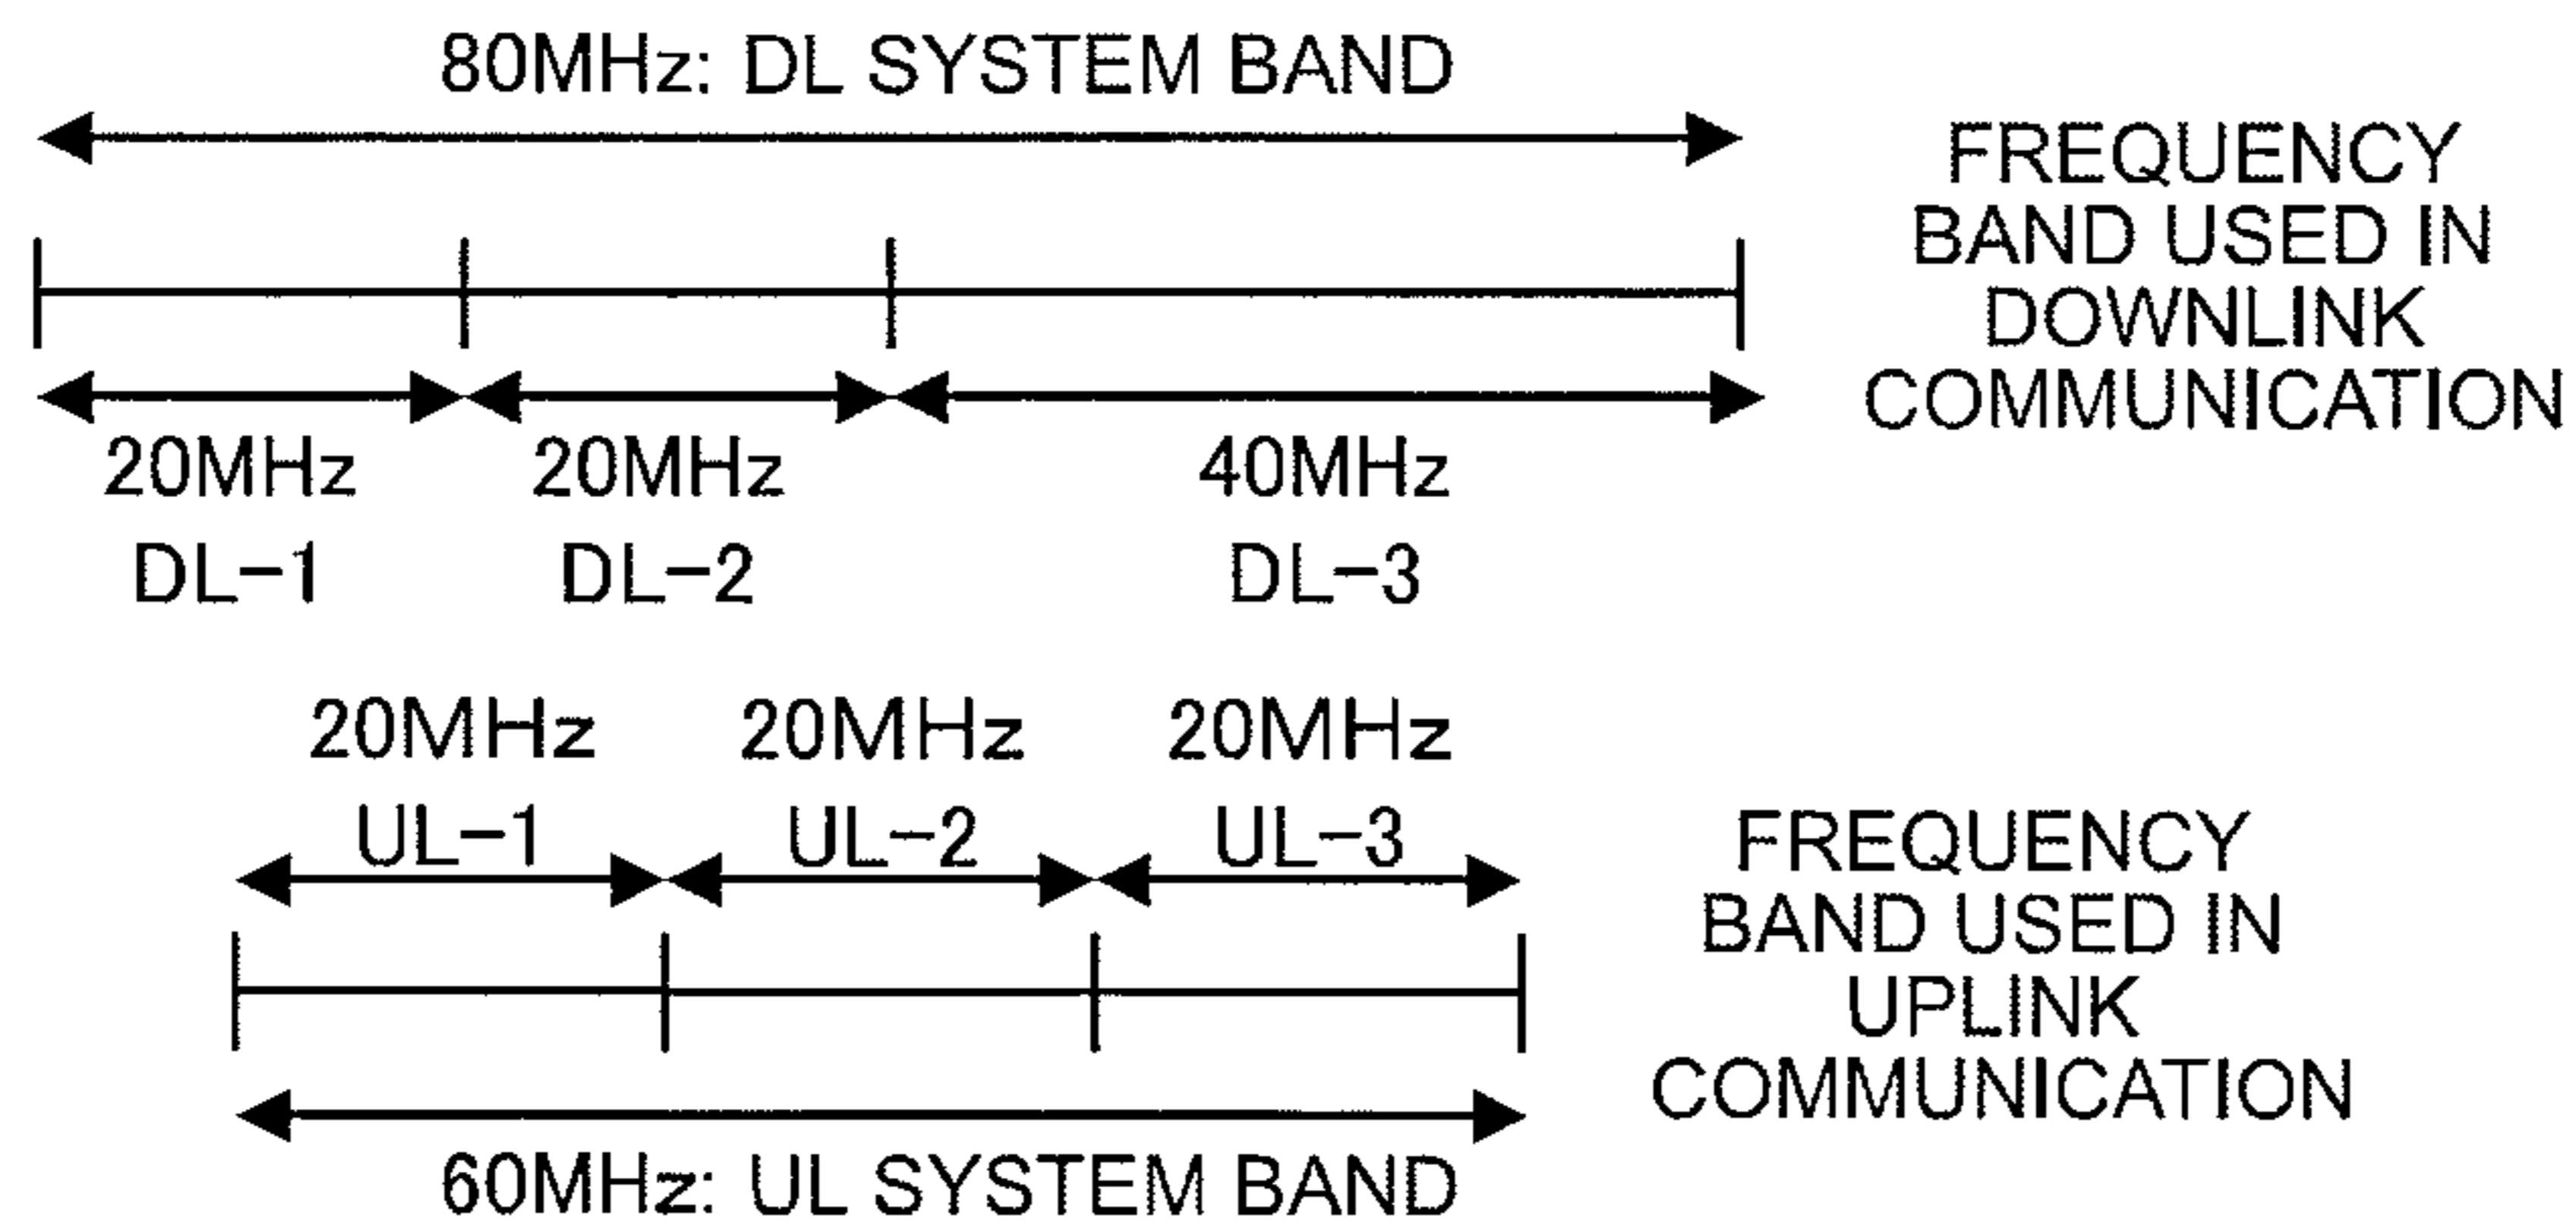 80MHz: DL SYSTEM BAND
FREQUENCY
BAND USED IN
DOWNLINK
COMMUNICATION
20MHz 20MHz 40MHz
DL-1 DL-2 DL-3
20MHz 20MHz 20MHz
UL-1 UL-2 UL-3
FREQUENCY
BAND USED IN
UPLINK
COMMUNICATION
60MHz: UL SYSTEM BAND